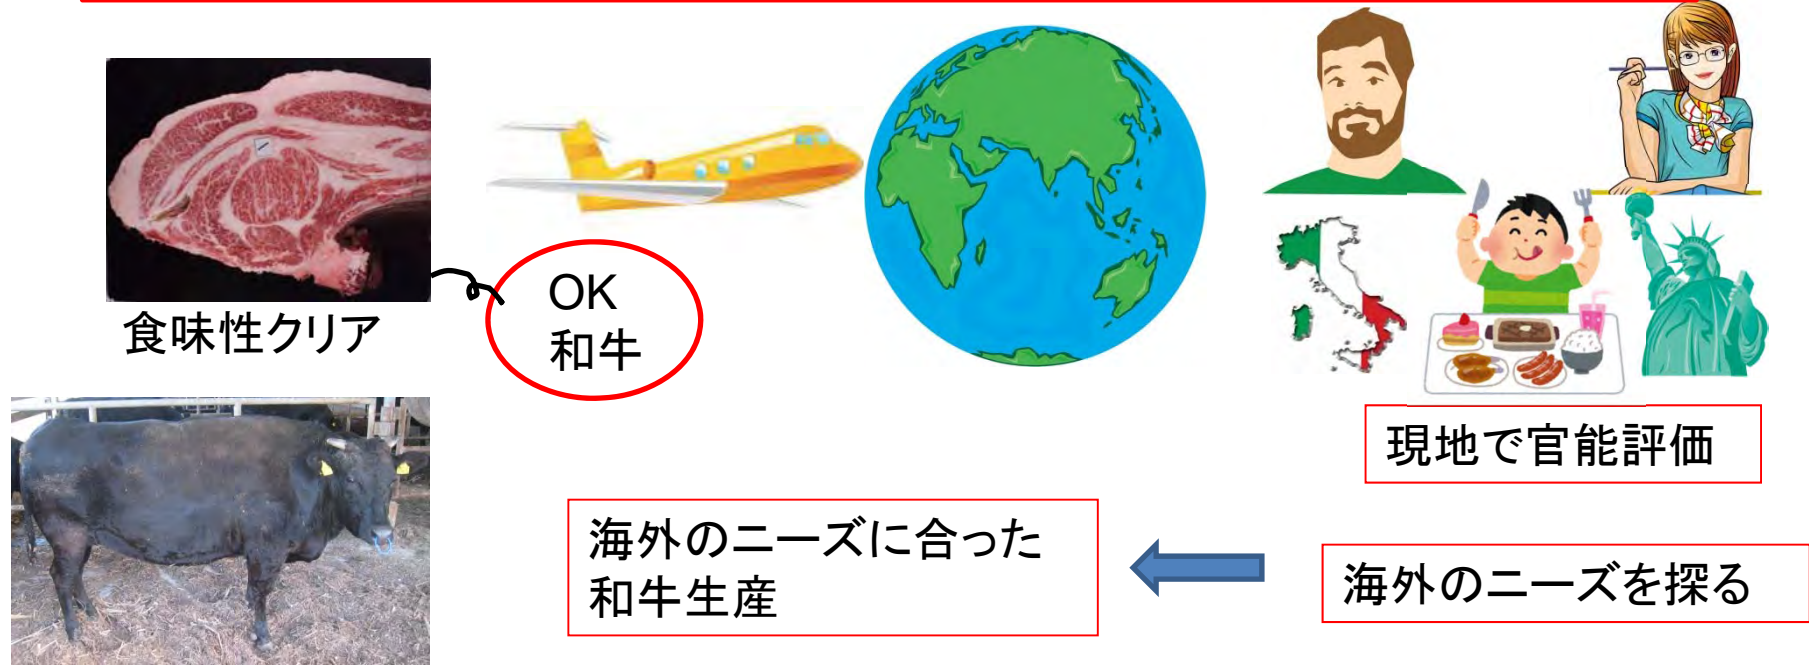 食味性クリア
OK
和牛
現地で官能評価
海外のニーズに合った
和牛生産
海外のニーズを探る